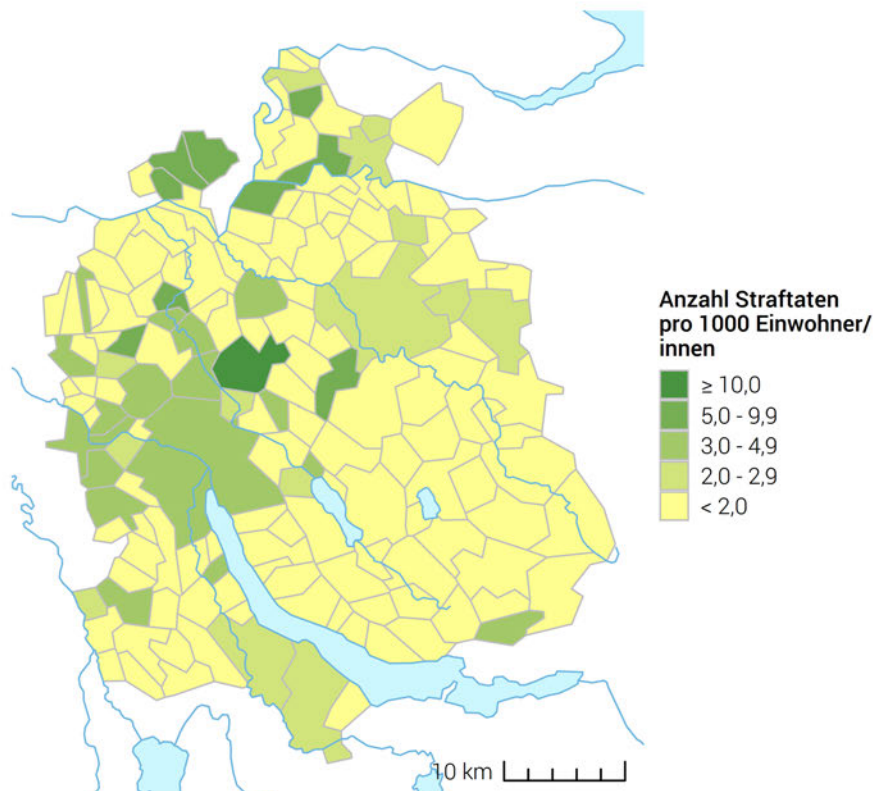 Anzahl Straftaten
pro 1000 Einwohner/
innen
≥ 10,0
5,0 - 9,9
3,0 - 4,9
2,0 - 2,9
< 2,0
10 km